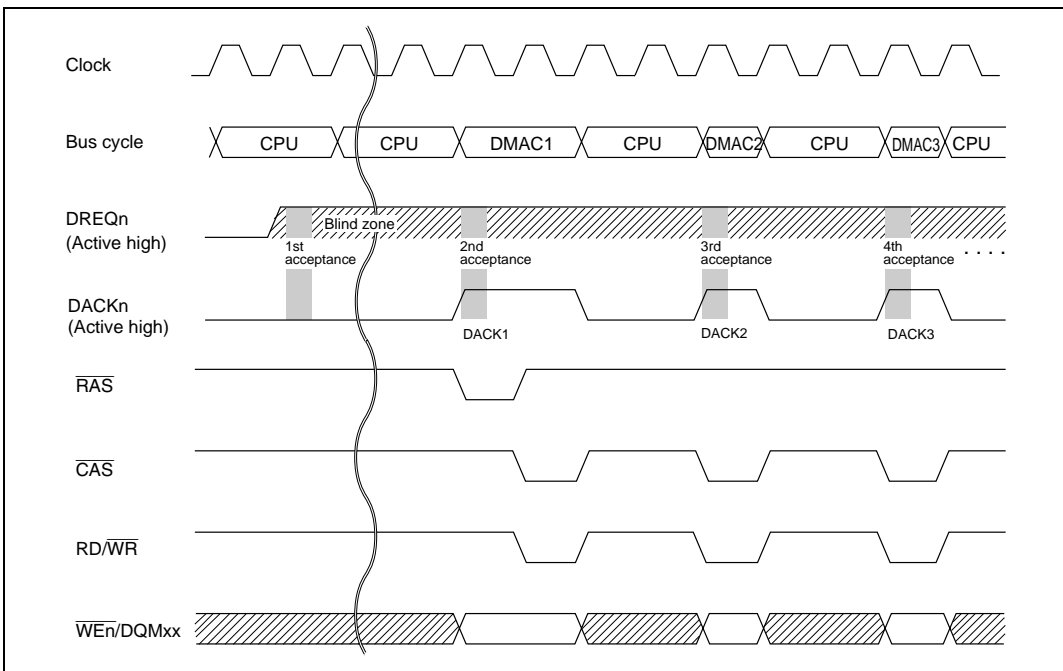 Clock
Bus cycle CPU CPU DMAC1 CPU DMAC2 CPU DMAC3 CPU
DREQn
(Active high)
Blind zone
1st
acceptance
2nd
acceptance
3rd
acceptance
4th
acceptance ....
DACKn
(Active high)
DACK1 DACK2 DACK3
RAS
CAS
RD/WR
WEn/DQMxx